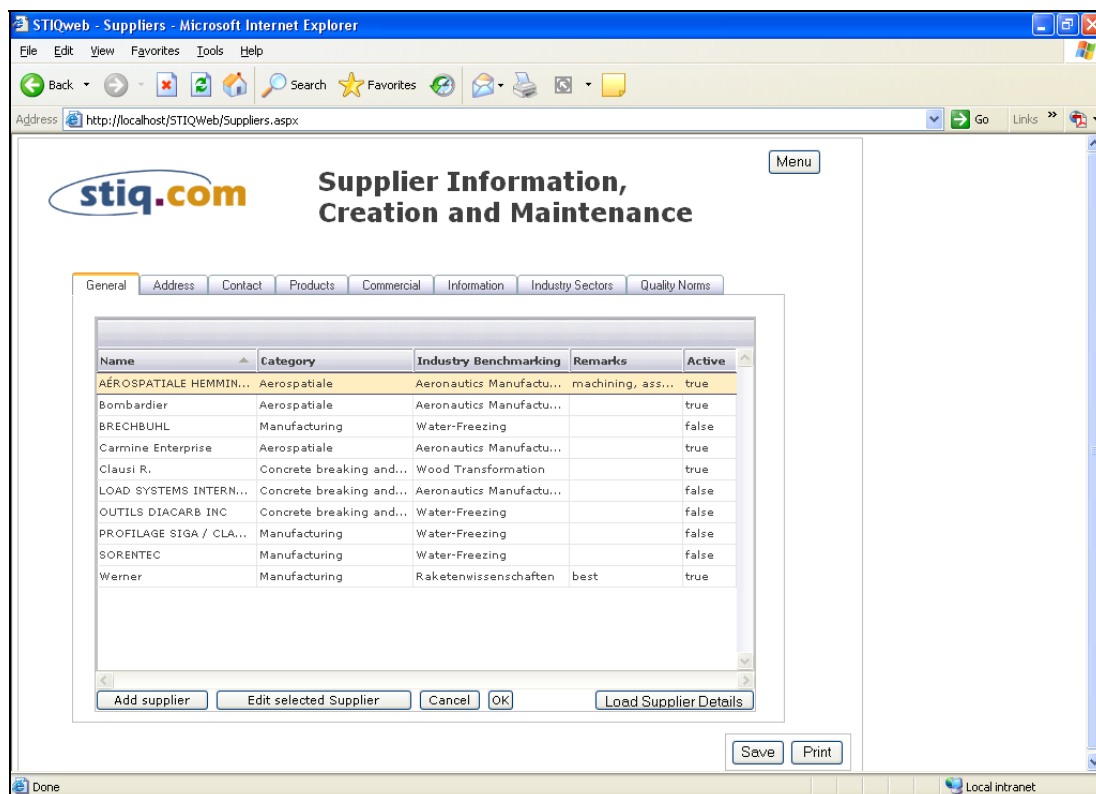 STIQweb - Suppliers - Microsoft Internet Explorer
File Edit View Favorites Tools Help
Back Search Favorites
Address http://localhost/STIQWeb/Suppliers.aspx Go Links »
Menu
stiq.com
Supplier Information,
Creation and Maintenance
General Address Contact Products Commercial Information Industry Sectors Quality Norms
Name Category Industry Benchmarking Remarks Active
AÉROSPATIALE HEMMIN... Aerospatiale Aeronautics Manufactu... machining, ass... true
Bombardier Aerospatiale Aeronautics Manufactu... true
BRECHBUHL Manufacturing Water-Freezing false
Carmine Enterprise Aerospatiale Aeronautics Manufactu... true
Clausi R. Concrete breaking and... Wood Transformation true
LOAD SYSTEMS INTERN... Concrete breaking and... Aeronautics Manufactu... false
OUTILS DIACARB INC Concrete breaking and... Water-Freezing false
PROFILAGE SIGA / CLA... Manufacturing Water-Freezing false
SORENTEC Manufacturing Water-Freezing false
Werner Manufacturing Raketenwissenschaften best true
Add supplier Edit selected Supplier Cancel OK Load Supplier Details
Save Print
Done Local intranet